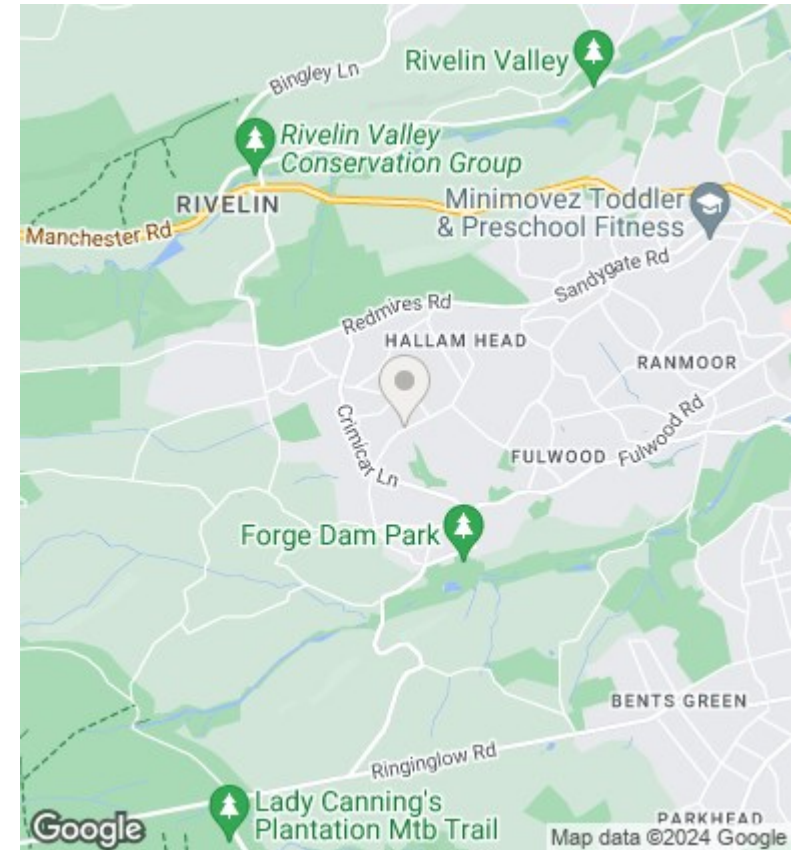 Rivelin Valley
Bingley Ln
Rivelin Valley
Conservation Group
RIVELIN
Minimovez Toddler
& Preschool Fitness
Manchester Rd
Sandygate Rd
Redmires Rd
HALLAM HEAD
RANMOOR
Crimicar Ln
Fulwood Rd
FULWOOD
Forge Dam Park
BENTS GREEN
Ringinglow Rd
Lady Canning's
Plantation Mtb Trail
PARKHEAD
Google
Map data ©2024 Google